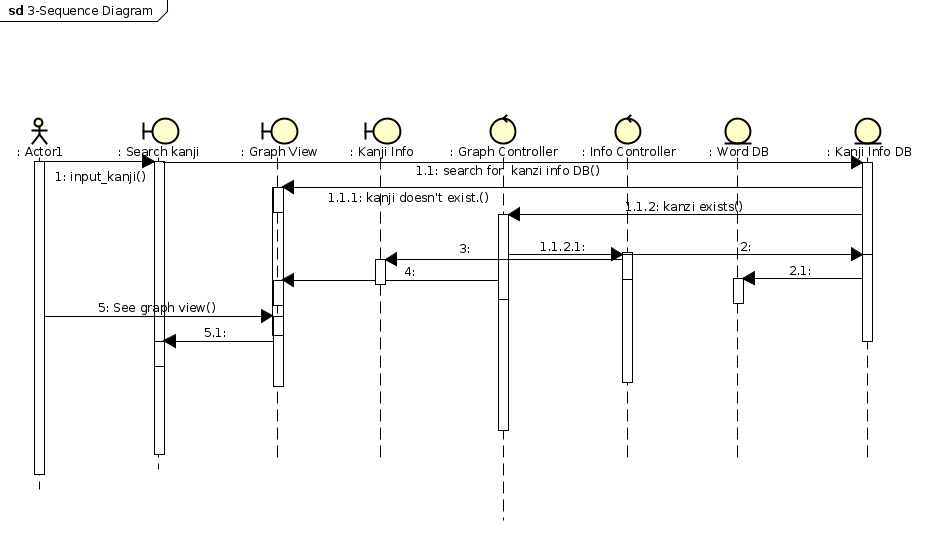 sd 3-Sequence Diagram
: Actor1
: Search kanji
: Graph View
: Kanji Info
: Graph Controller
: Info Controller
: Word DB
: Kanji Info DB
1: input_kanji()
1.1: search for kanzi info DB()
1.1.1: kanji doesn't exist.()
1.1.2: kanzi exists()
3:
1.1.2.1:
2:
4:
2.1:
5: See graph view()
5.1: